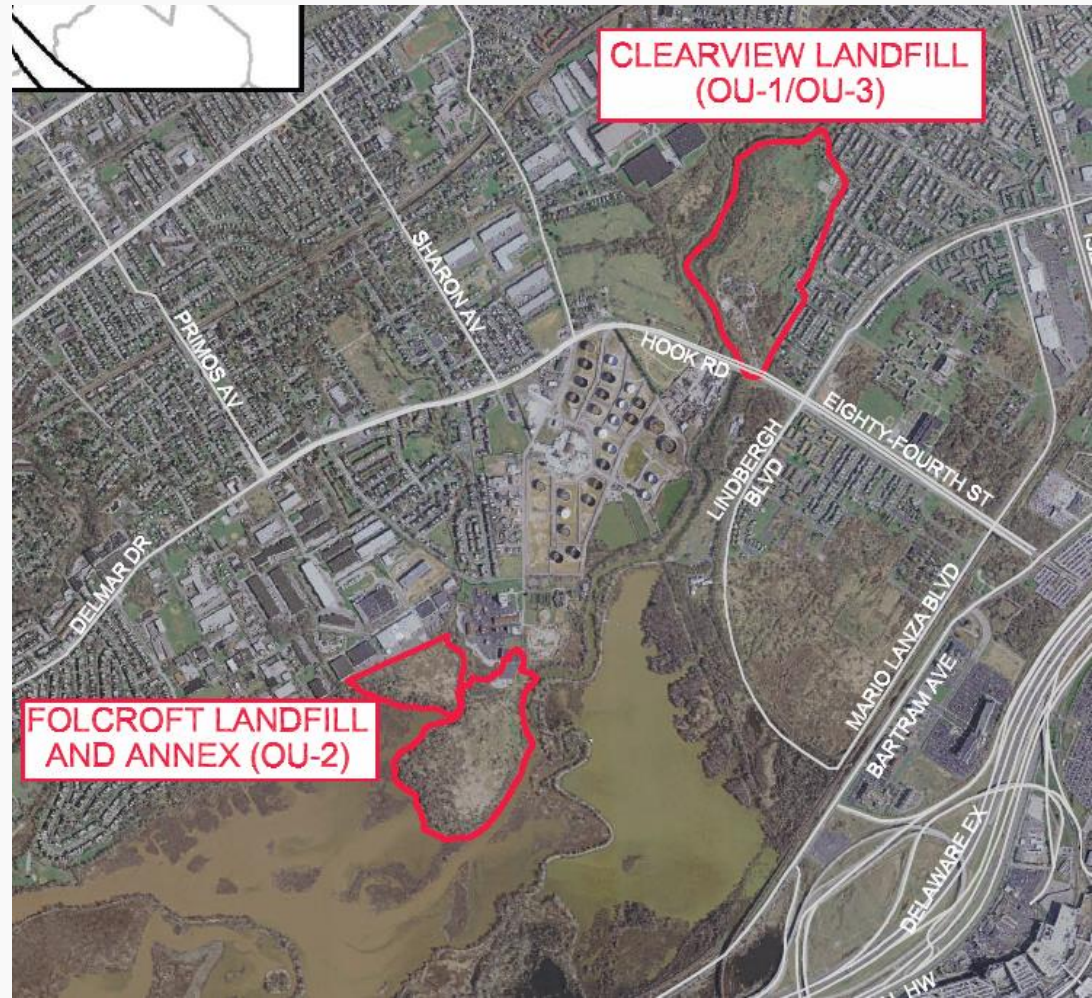 CLEARVIEW LANDFILL
(OU-1/OU-3)
SHARON AV
PRIMOS AV
HOOK RD
EIGHTY-FOURTH ST
LINDBERGH
BLVD
DELMAR DR
MARIO LANZA BLVD
BARTRAM AVE
FOLCROFT LANDFILL
AND ANNEX (OU-2)
DELAWARE EX
HW